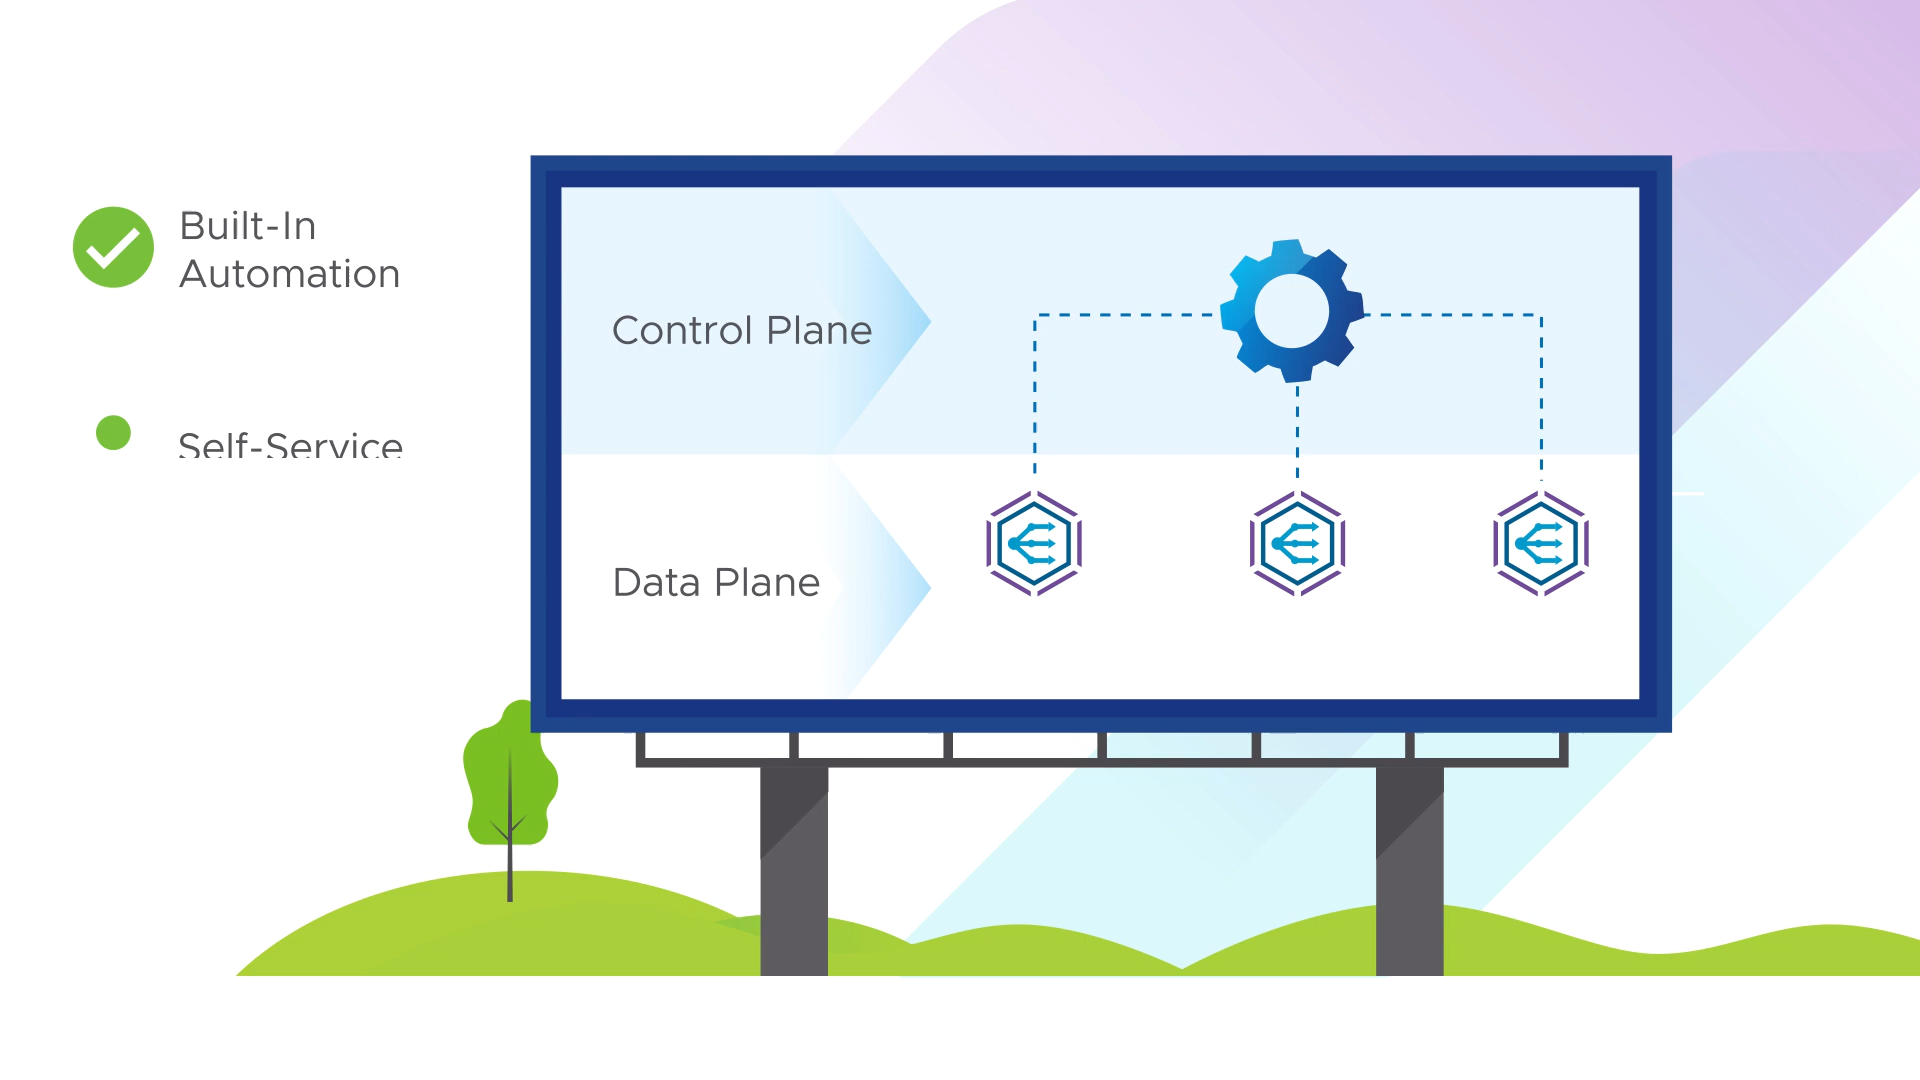 Built-In
Automation
Self-Service
Control Plane
Data Plane